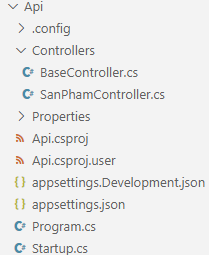 Api
.config
Controllers
BaseController.cs
SanPhamController.cs
Properties
Api.csproj
Api.csproj.user
appsettings.Development.json
appsettings.json
Program.cs
Startup.cs